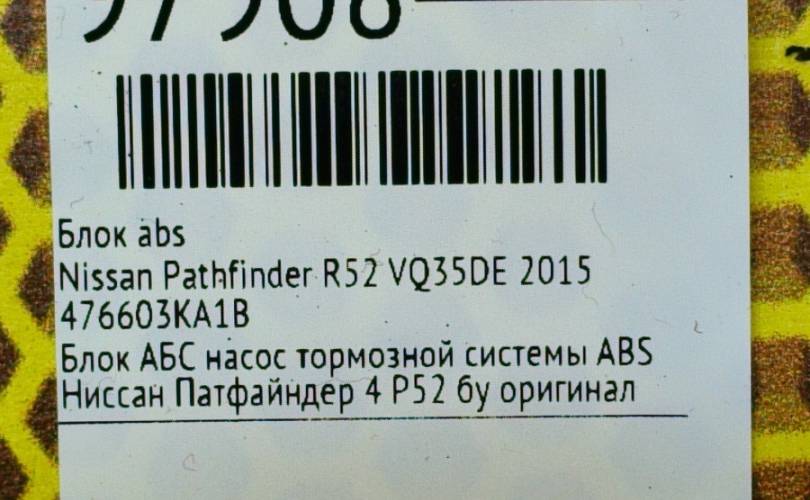 97908
Блок abs
Nissan Pathfinder R52 VQ35DE 2015
476603KA1B
Блок АБС насос тормозной системы ABS
Ниссан Патфайндер 4 Р52 бу оригинал